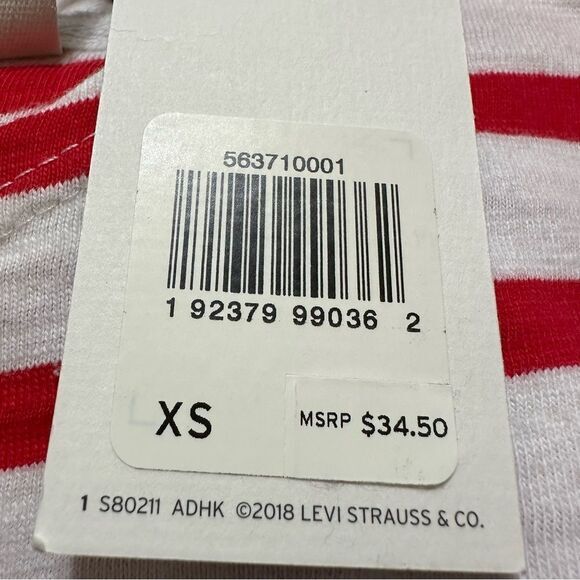 563710001
1 92379 99036 2
XS
MSRP $34.50
1 S80211 ADHK ©2018 LEVI STRAUSS & CO.